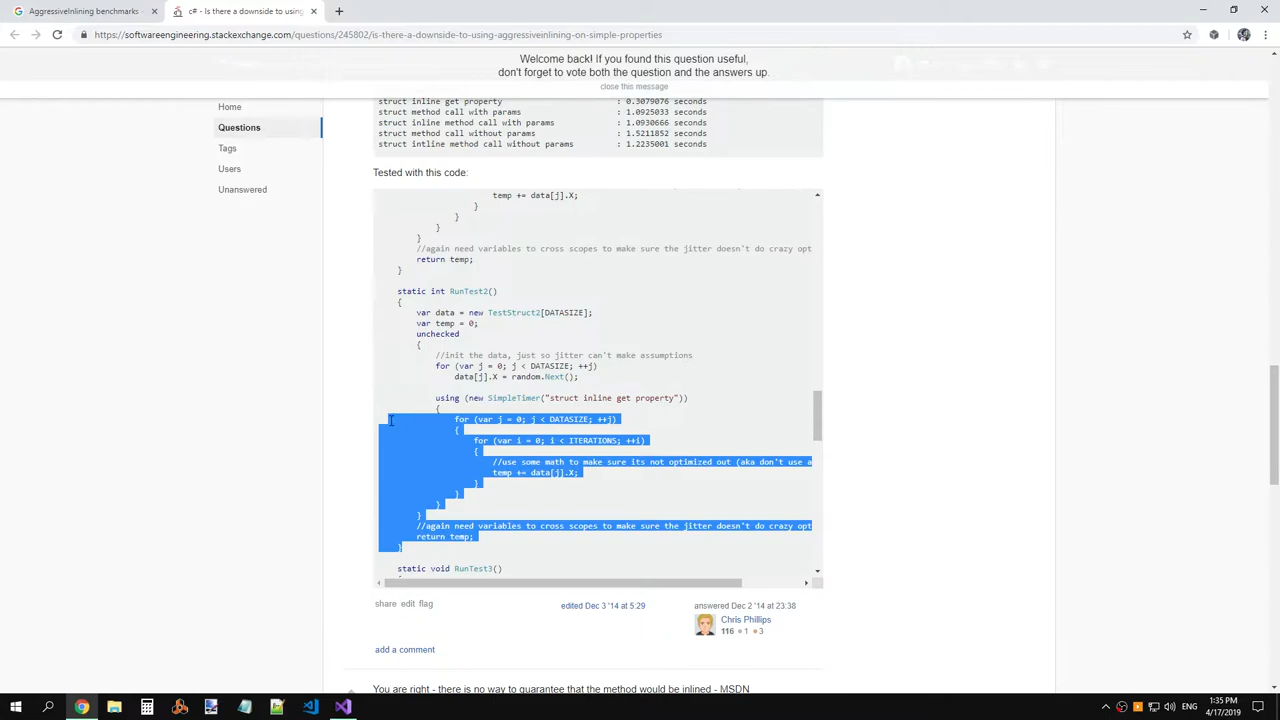 AggressiveInlining benchmarks -
c# - Is there a downside to using
https://softwareengineering.stackexchange.com/questions/245802/is-there-a-downside-to-using-aggressiveinlining-on-simple-properties
Welcome back! If you found this question useful,
don't forget to vote both the question and the answers up.
close this message
Home
Questions
Tags
Users
Unanswered
struct inline get property : 0.3079076 seconds
struct method call with params : 1.0925033 seconds
struct inline method call with params : 1.0930666 seconds
struct method call without params : 1.5211852 seconds
struct intline method call without params : 1.2235001 seconds
Tested with this code:
temp += data[j].X;
}
}
}
}
//again need variables to cross scopes to make sure the jitter doesn't do crazy opt
return temp;
}
static int RunTest2()
{
var data = new TestStruct2[DATASIZE];
var temp = 0;
unchecked
{
//init the data, just so jitter can't make assumptions
for (var j = 0; j < DATASIZE; ++j)
data[j].X = random.Next();
using (new SimpleTimer("struct inline get property"))
{
for (var j = 0; j < DATASIZE; ++j)
{
for (var i = 0; i < ITERATIONS; ++i)
{
//use some math to make sure its not optimized out (aka don't use a
temp += data[j].X;
}
}
}
}
//again need variables to cross scopes to make sure the jitter doesn't do crazy opt
return temp;
}
static void RunTest3()
share edit flag
edited Dec 3 '14 at 5:29
answered Dec 2 '14 at 23:38
Chris Phillips
116 1 3
add a comment
You are right - there is no way to guarantee that the method would be inlined - MSDN
ENG
1:35 PM
4/17/2019